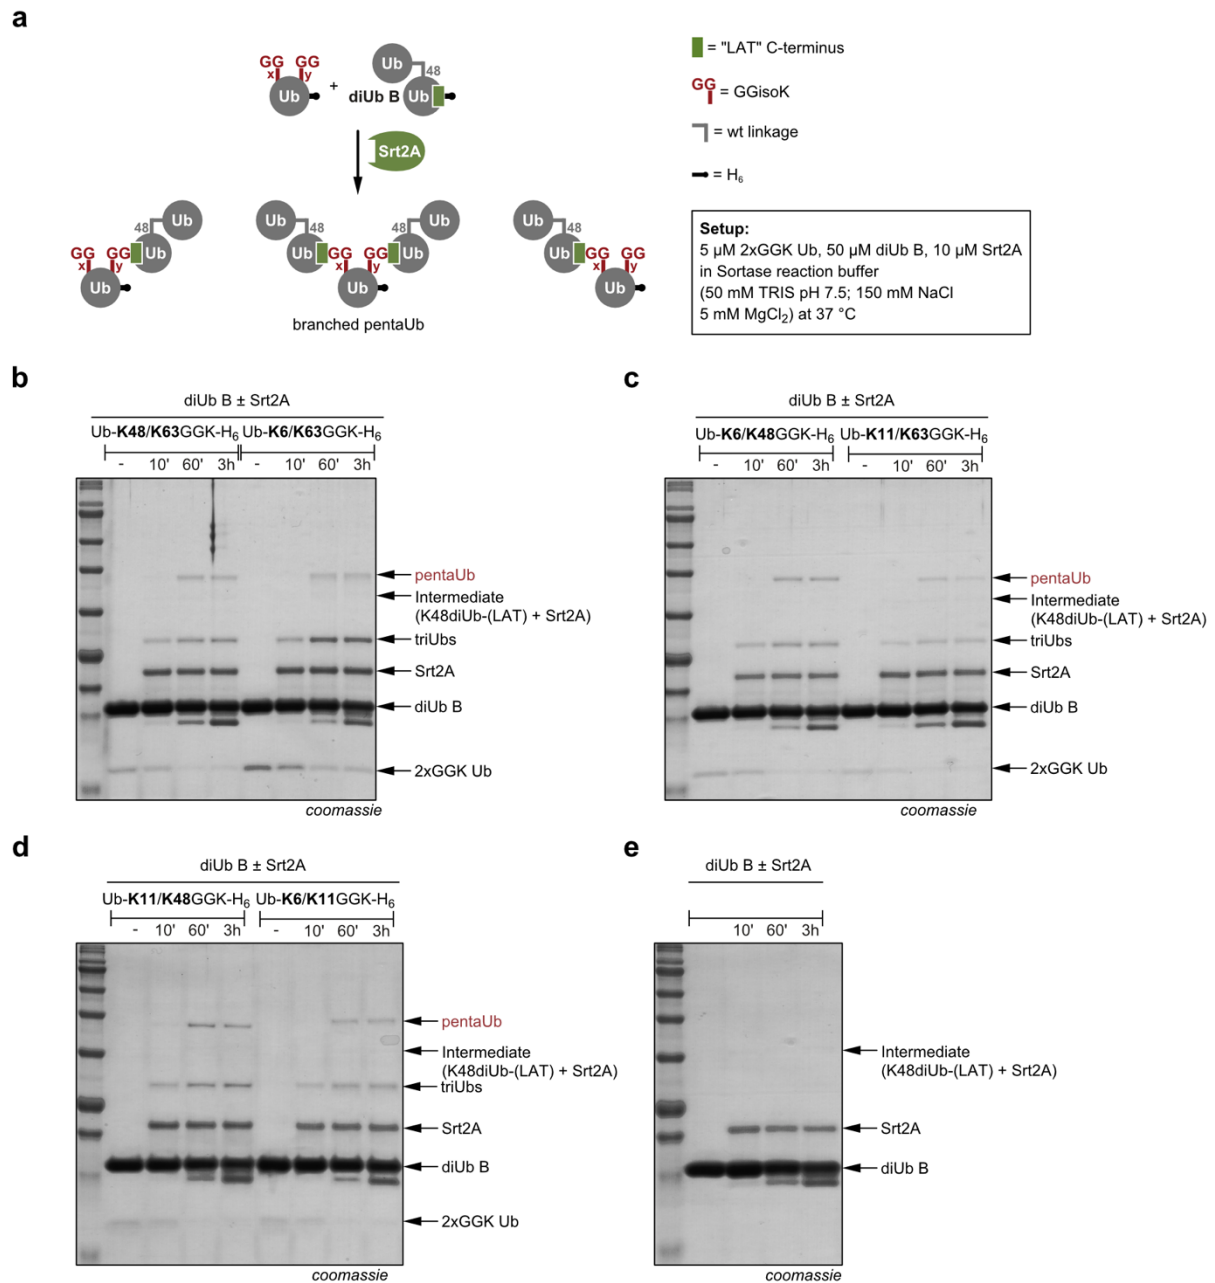 a
GG GG
x y
Ub
+
Ub
48
diUb B
Ub
Srt2A
= "LAT" C-terminus
GG
= GGisoK
= wt linkage
= H₆
Setup:
5 µM 2xGGK Ub, 50 µM diUb B, 10 µM Srt2A
in Sortase reaction buffer
(50 mM TRIS pH 7.5; 150 mM NaCl
5 mM MgCl₂) at 37 °C
48
Ub
GG GG
Ub
x y
Ub
Ub
48
48
Ub
Ub
GG GG
Ub
x y
Ub
Ub
48
Ub
GG GG
x y
Ub
branched pentaUb
b
diUb B ± Srt2A
Ub-K48/K63GGK-H₆ Ub-K6/K63GGK-H₆
- 10' 60' 3h - 10' 60' 3h
pentaUb
Intermediate
(K48diUb-(LAT) + Srt2A)
triUbs
Srt2A
diUb B
2xGGK Ub
coomassie
c
diUb B ± Srt2A
Ub-K6/K48GGK-H₆ Ub-K11/K63GGK-H₆
- 10' 60' 3h - 10' 60' 3h
pentaUb
Intermediate
(K48diUb-(LAT) + Srt2A)
triUbs
Srt2A
diUb B
2xGGK Ub
coomassie
d
diUb B ± Srt2A
Ub-K11/K48GGK-H₆ Ub-K6/K11GGK-H₆
- 10' 60' 3h - 10' 60' 3h
pentaUb
Intermediate
(K48diUb-(LAT) + Srt2A)
triUbs
Srt2A
diUb B
2xGGK Ub
coomassie
e
diUb B ± Srt2A
10' 60' 3h
Intermediate
(K48diUb-(LAT) + Srt2A)
Srt2A
diUb B
coomassie